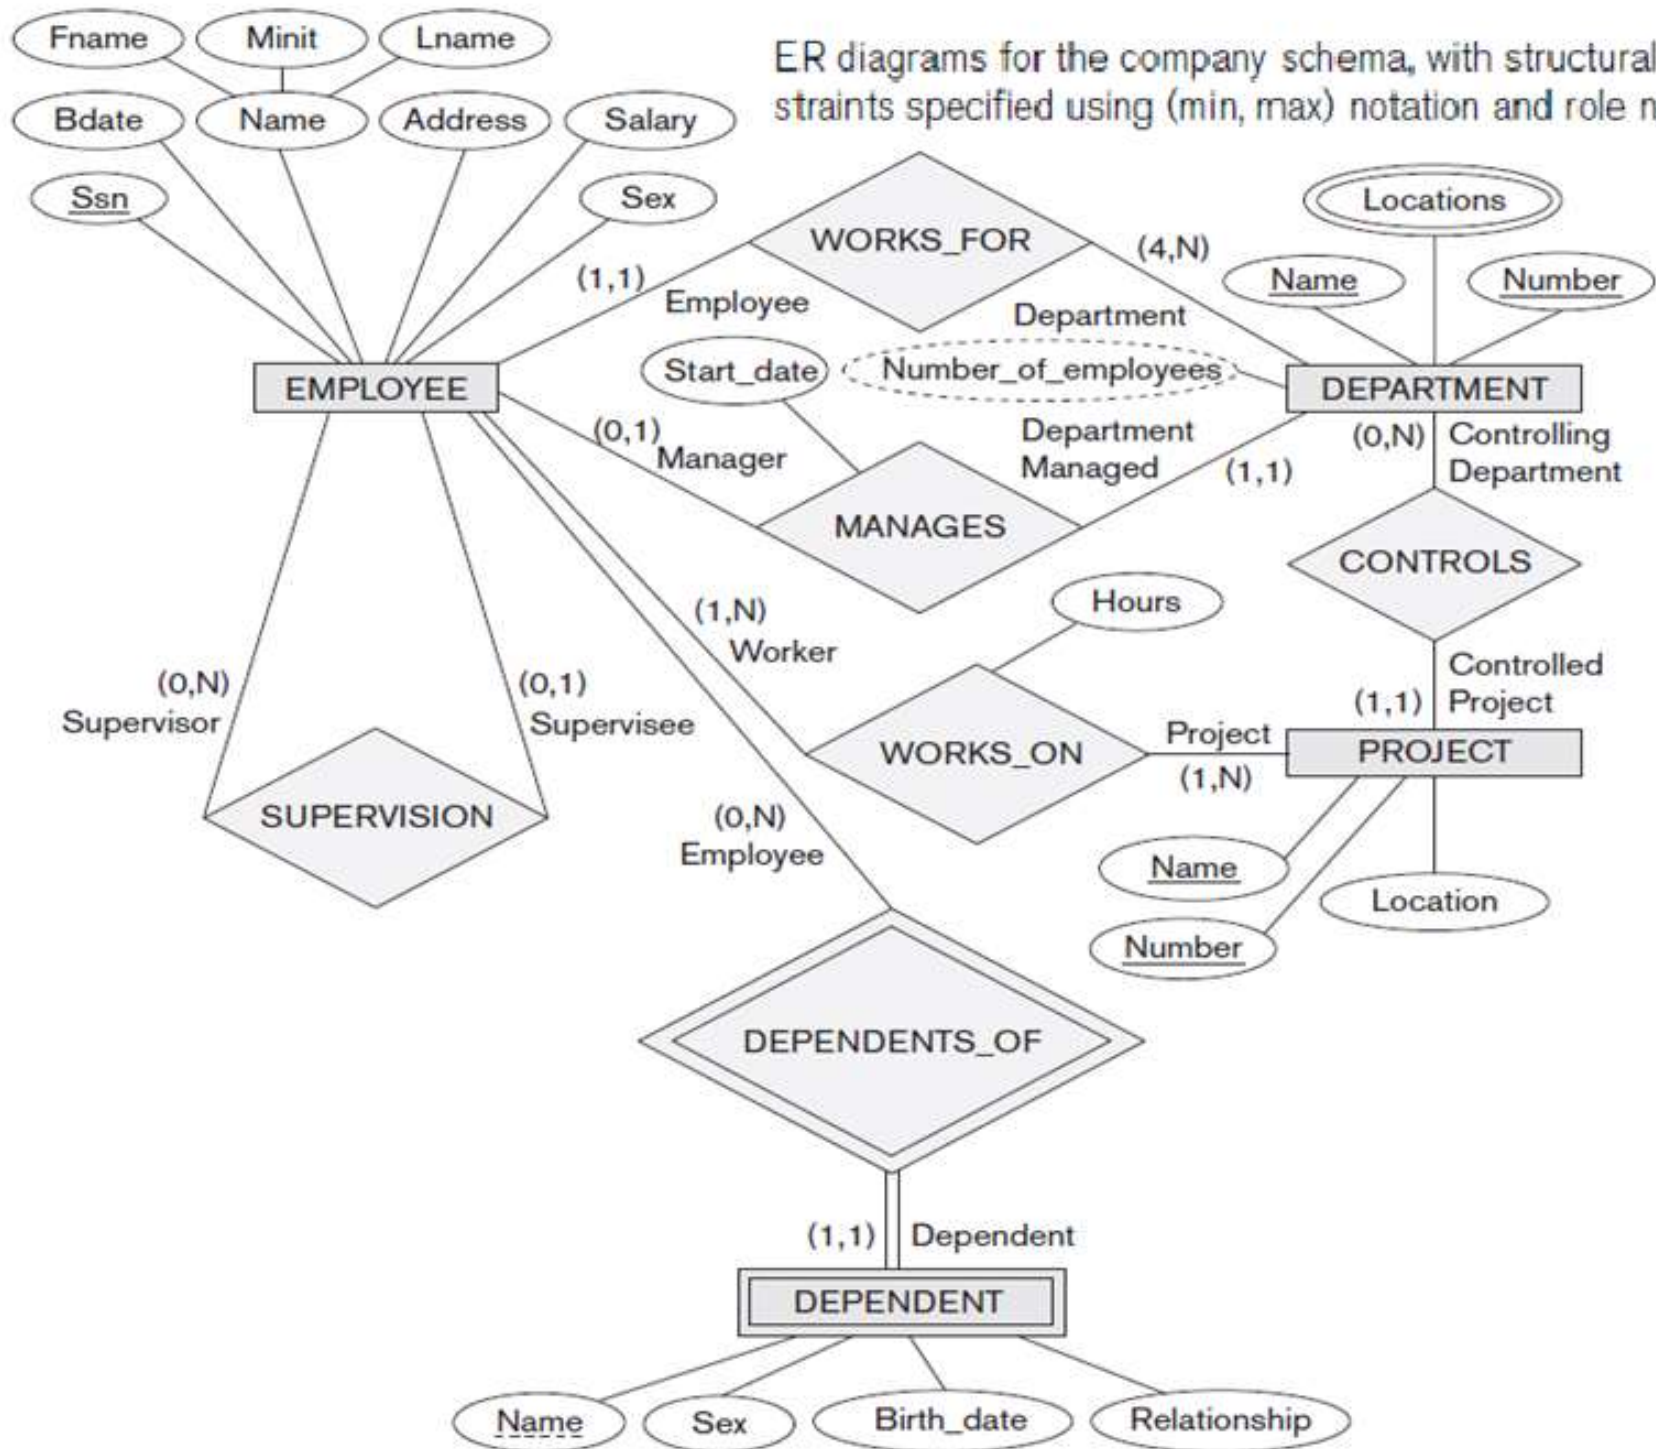 Fname
Minit
Lname
ER diagrams for the company schema, with structural
straints specified using (min, max) notation and role n
Bdate
Name
Address
Salary
Ssn
Sex
WORKS_FOR
Locations
(4,N)
Name
Number
(1,1)
Employee
Department
Start_date
Number_of_employees
EMPLOYEE
DEPARTMENT
(0,1)
Manager
Department
Managed
(1,1)
(0,N)
Controlling
Department
MANAGES
CONTROLS
Hours
(1,N)
Worker
(0,N)
Supervisor
(0,1)
Supervisee
Controlled
Project
(1,1)
WORKS_ON
Project
(1,N)
PROJECT
SUPERVISION
(0,N)
Employee
Name
Location
Number
DEPENDENTS_OF
(1,1)
Dependent
DEPENDENT
Name
Sex
Birth_date
Relationship